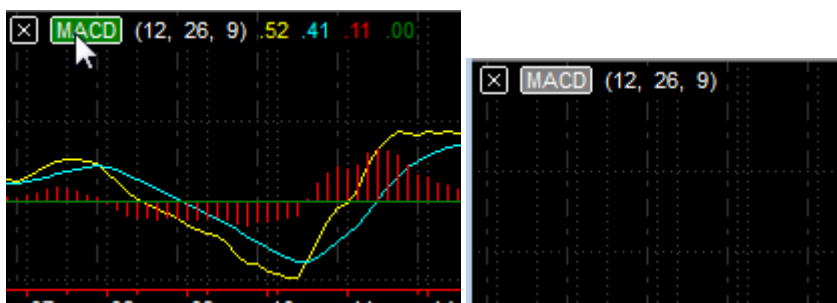 MACD (12, 26, 9) .52 .41 .11 .00
MACD (12, 26, 9)